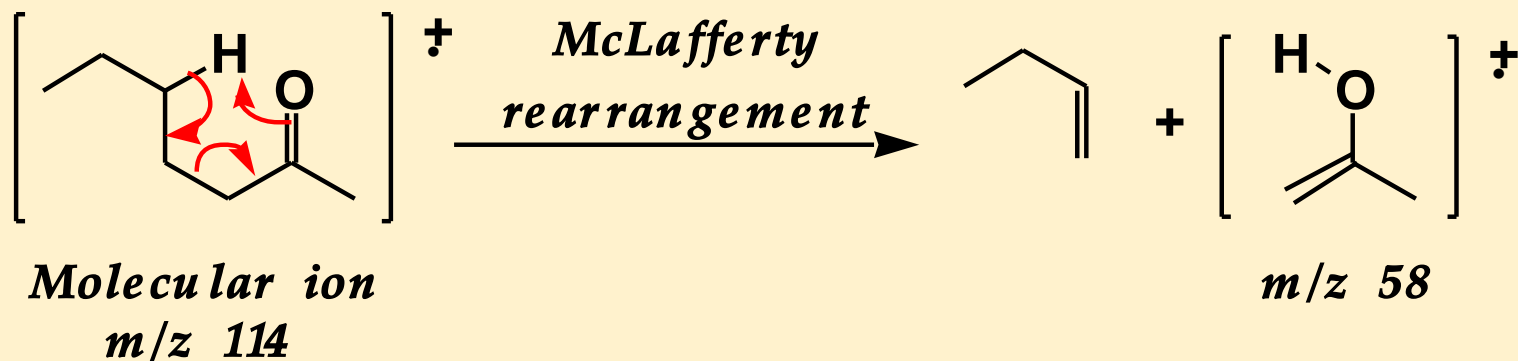 H
O
McLafferty
rearrangement
+
H
O
Molecular ion
m/z 114
m/z 58